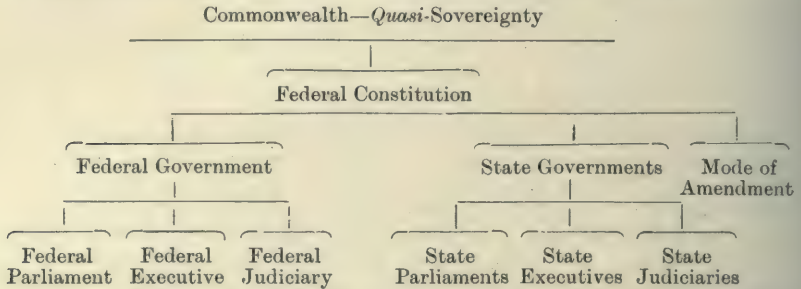 Commonwealth—Quasi-Sovereignty
Federal Constitution
Federal Government
State Governments
Mode of
Amendment
Federal
Parliament
Federal
Executive
Federal
Judiciary
State
Parliaments
State
Executives
State
Judiciaries